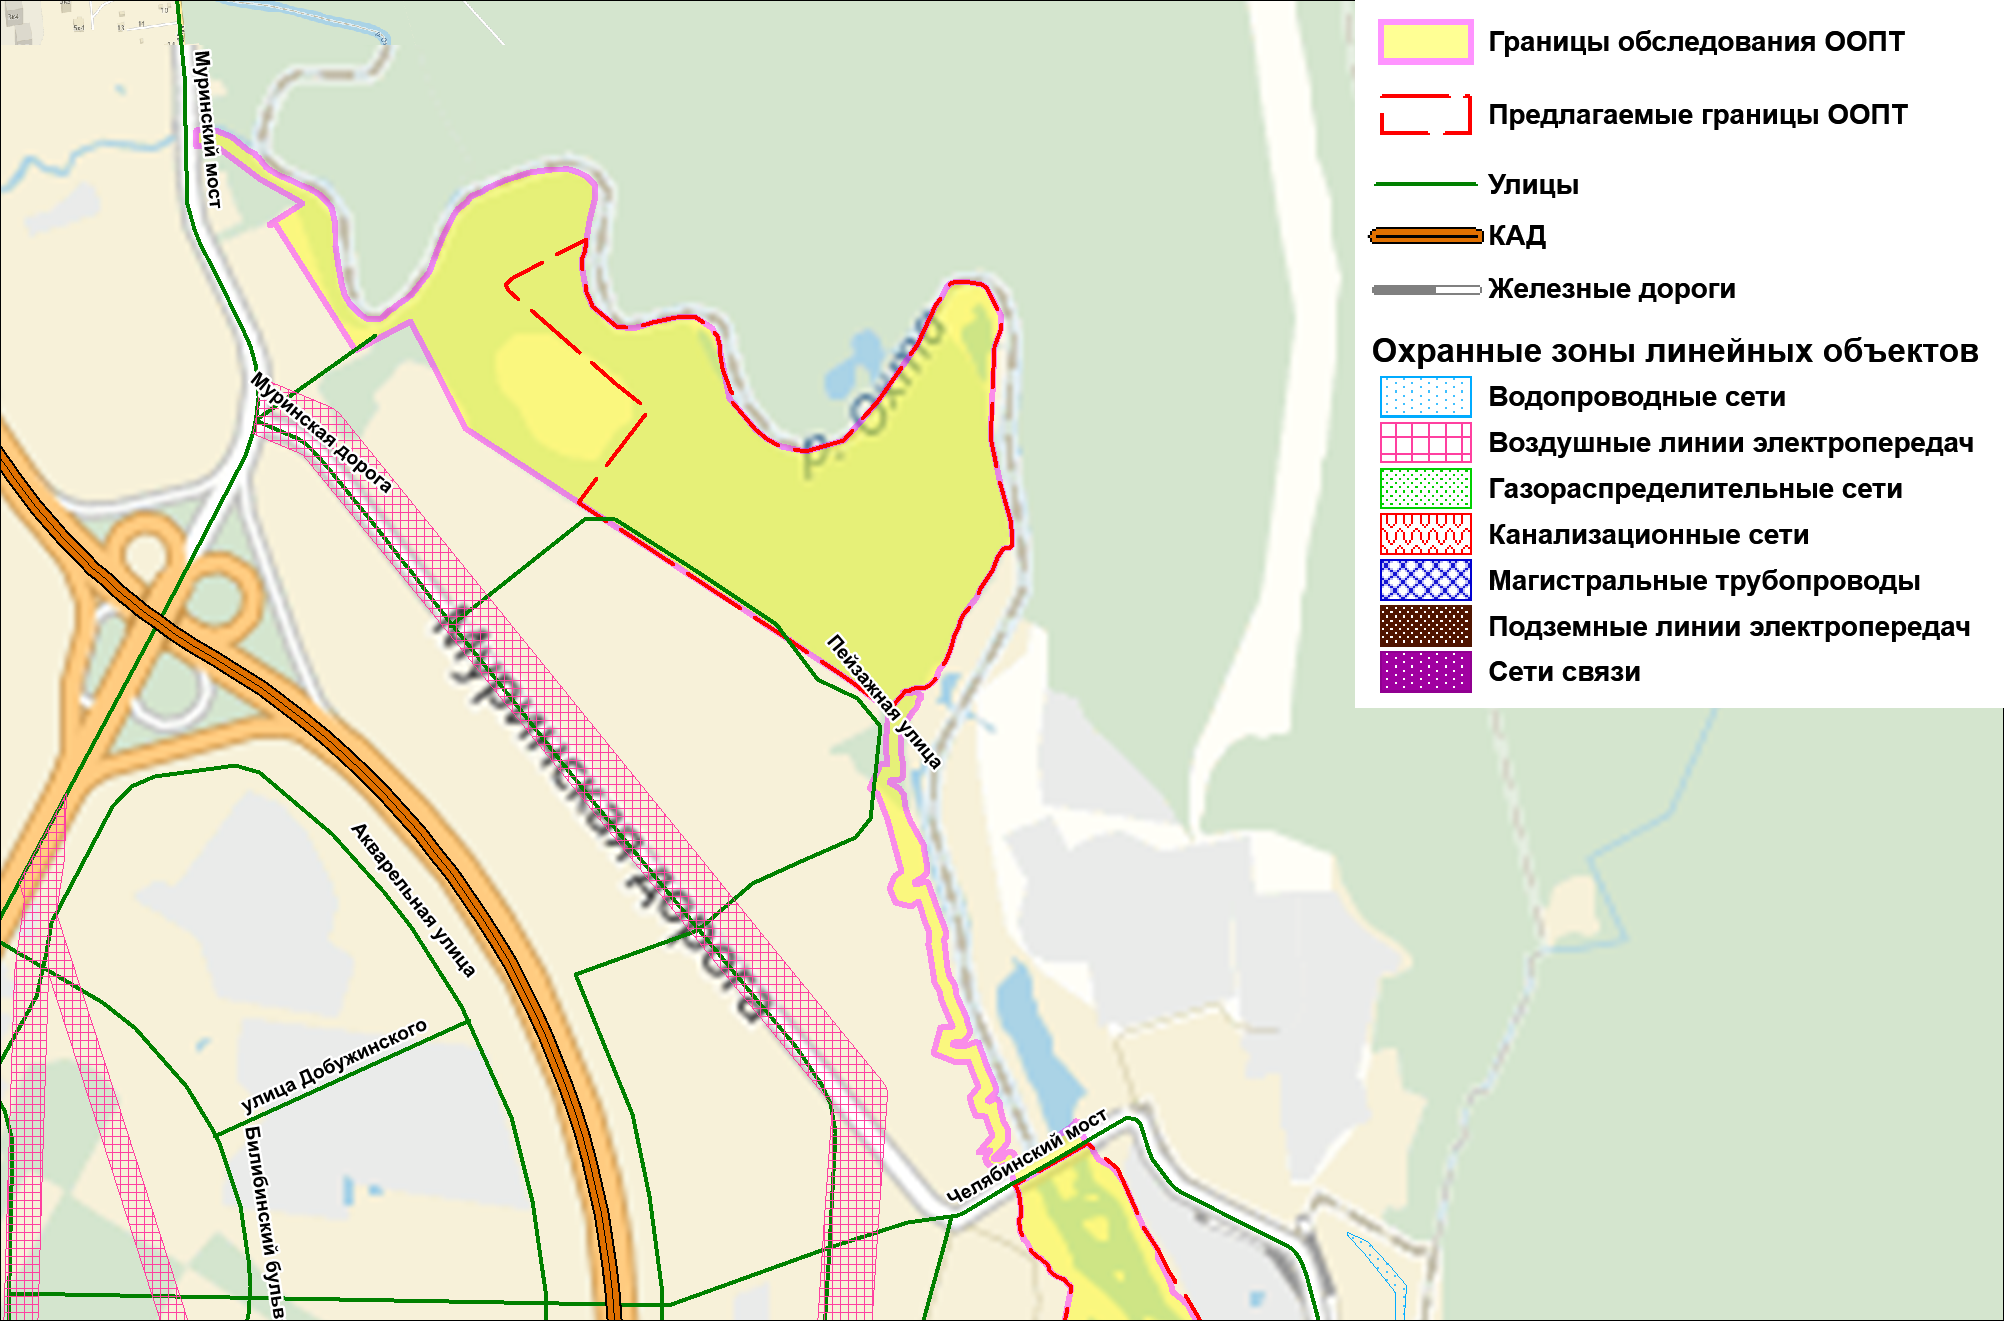 Границы обследования ООПТ
Предлагаемые границы ООПТ
Улицы
КАД
Железные дороги
Охранные зоны линейных объектов
Водопроводные сети
Воздушные линии электропередач
Газораспределительные сети
Канализационные сети
Магистральные трубопроводы
Подземные линии электропередач
Сети связи
Муринский мост
р. Охта
Муринская дорога
Муринская дорога
Пейзажная улица
Акварельная улица
улица Добужинского
Челябинский мост
Билибинский бульв